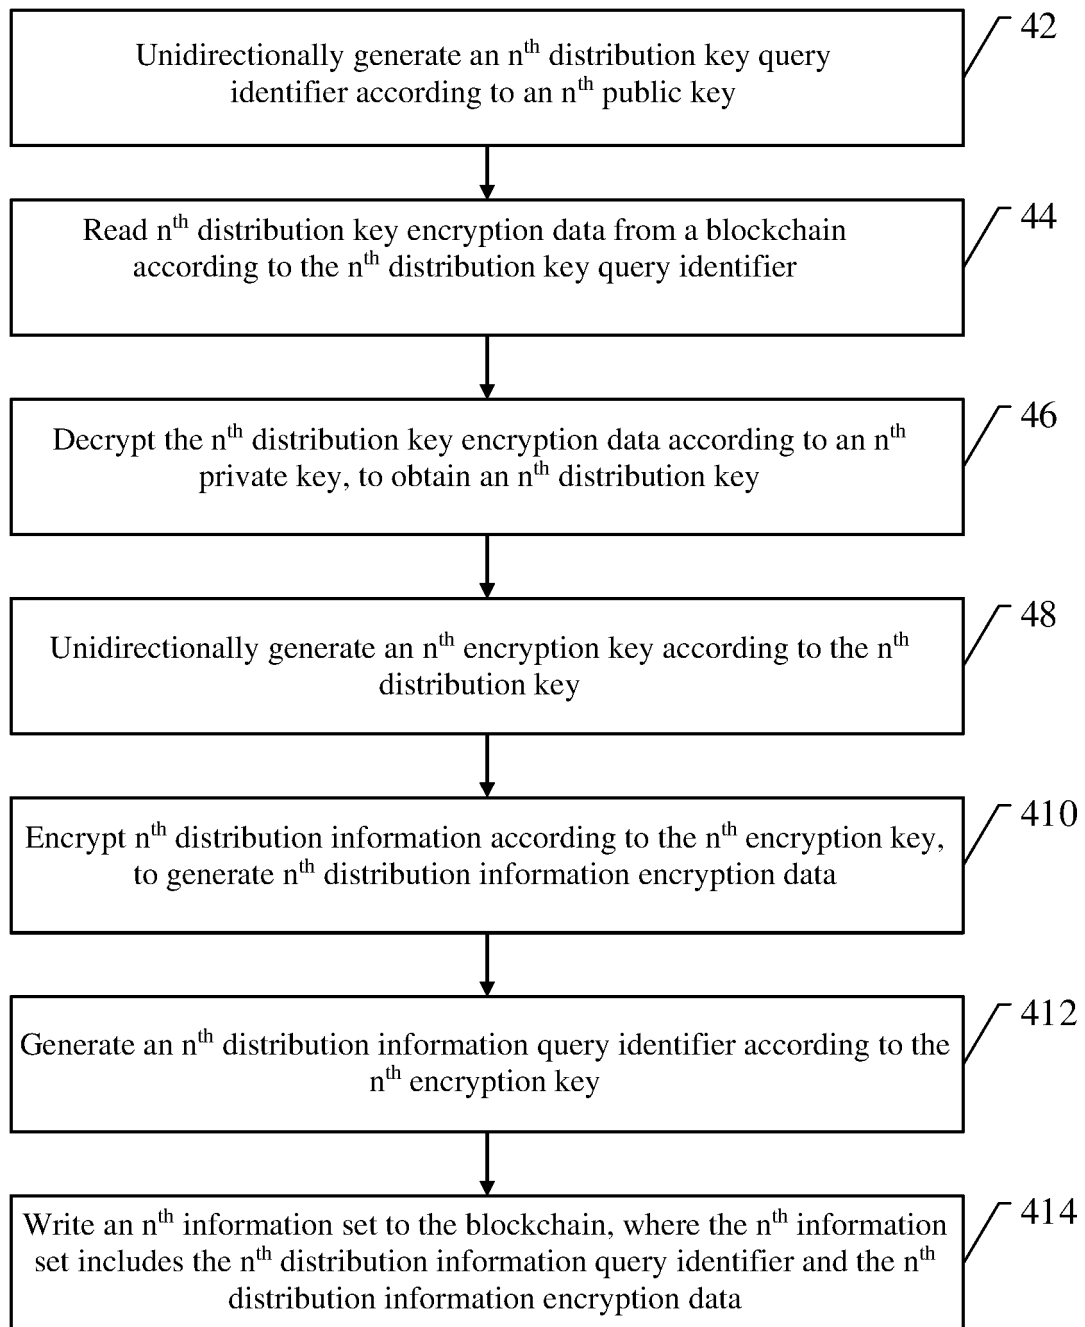 Unidirectionally generate an nth distribution key query
identifier according to an nth public key
42
Read nth distribution key encryption data from a blockchain
according to the nth distribution key query identifier
44
Decrypt the nth distribution key encryption data according to an nth
private key, to obtain an nth distribution key
46
Unidirectionally generate an nth encryption key according to the nth
distribution key
48
Encrypt nth distribution information according to the nth encryption key,
to generate nth distribution information encryption data
410
Generate an nth distribution information query identifier according to the
nth encryption key
412
Write an nth information set to the blockchain, where the nth information
set includes the nth distribution information query identifier and the nth
distribution information encryption data
414